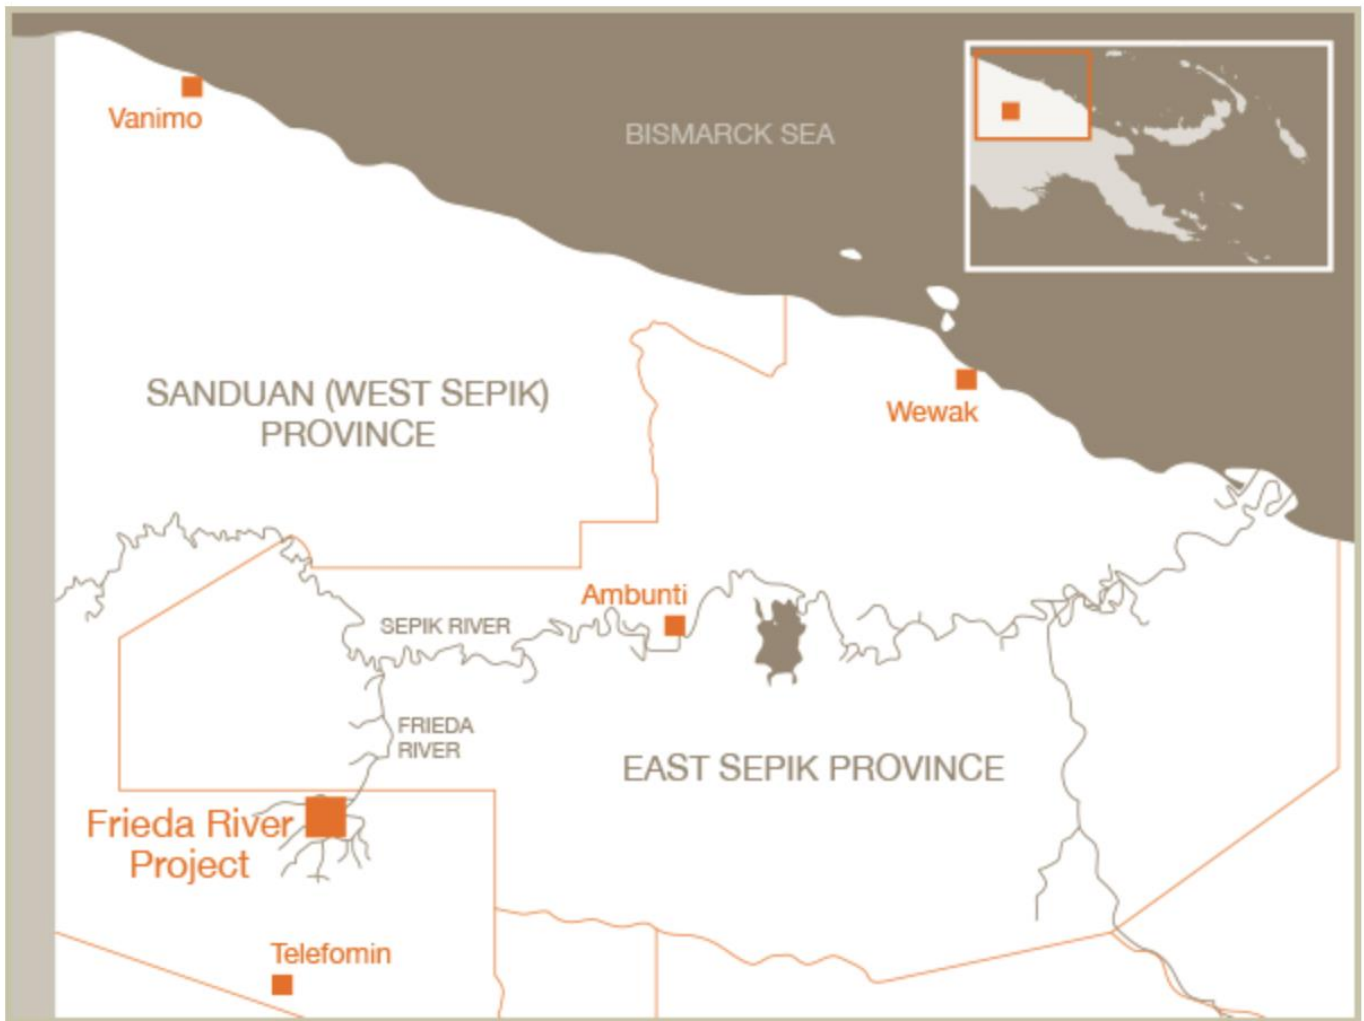 Vanimo
BISMARCK SEA
SANDUAN (WEST SEPIK)
PROVINCE
Wewak
Ambunti
SEPIK RIVER
FRIEDA
RIVER
EAST SEPIK PROVINCE
Frieda River
Project
Telefomin